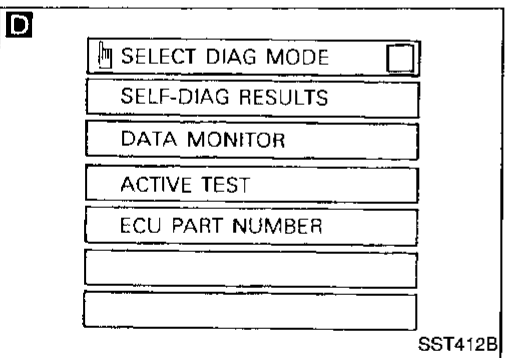 D
SELECT DIAG MODE
SELF-DIAG RESULTS
DATA MONITOR
ACTIVE TEST
ECU PART NUMBER
SST412B